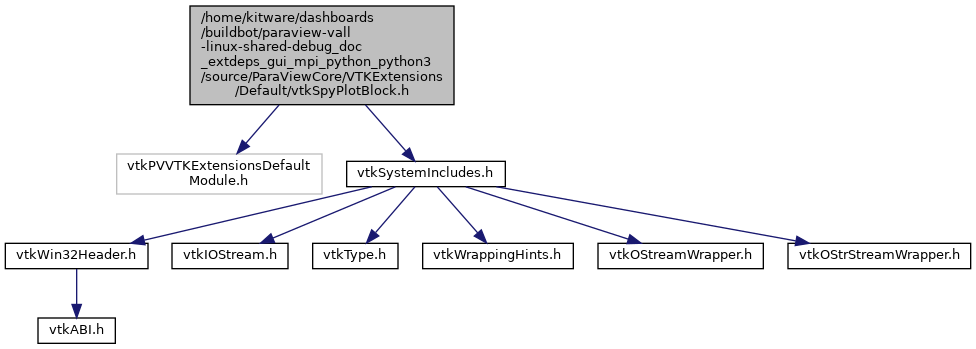 /home/kitware/dashboards
/buildbot/paraview-vall
-linux-shared-debug_doc
_extdeps_gui_mpi_python_python3
/source/ParaViewCore/VTKExtensions
/Default/vtkSpyPlotBlock.h
vtkPVVTKExtensionsDefault
Module.h
vtkSystemIncludes.h
vtkWin32Header.h
vtkIOStream.h
vtkType.h
vtkWrappingHints.h
vtkOStreamWrapper.h
vtkOStrStreamWrapper.h
vtkABI.h